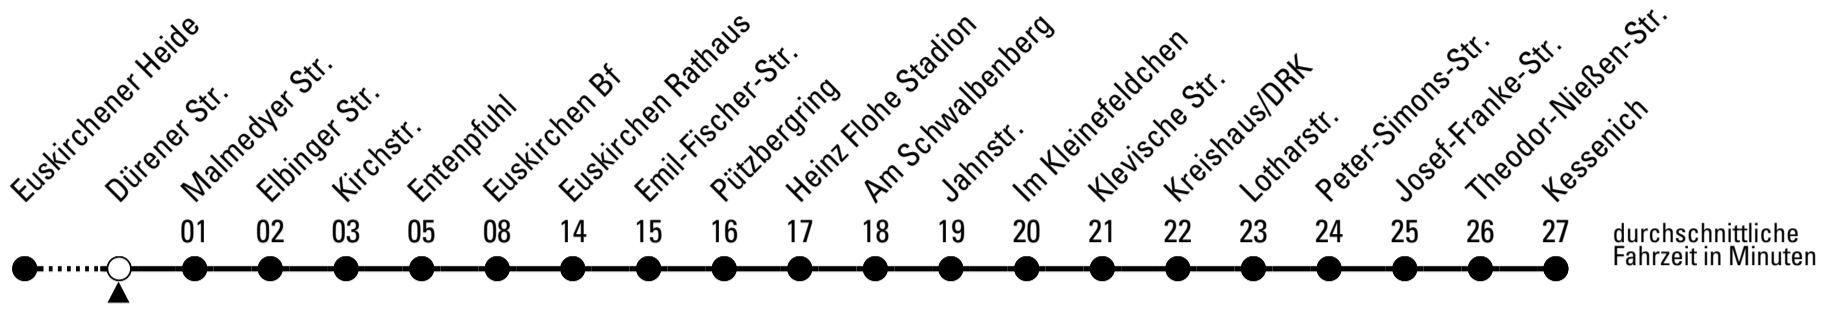 Euskirchener Heide
Dürener Str.
Malmedyer Str.
Elbinger Str.
Kirchstr.
Entenpfuhl
Euskirchen Bf
Euskirchen Rathaus
Emil-Fischer-Str.
Pützbergring
Heinz Flohe Stadion
Am Schwalbenberg
Jahnstr.
Im Kleinefeldchen
Klevische Str.
Kreishaus/DRK
Lotharstr.
Peter-Simons-Str.
Josef-Franke-Str.
Theodor-Nießen-Str.
Kessenich
01 02 03 05 08 14 15 16 17 18 19 20 21 22 23 24 25 26 27
durchschnittliche
Fahrzeit in Minuten